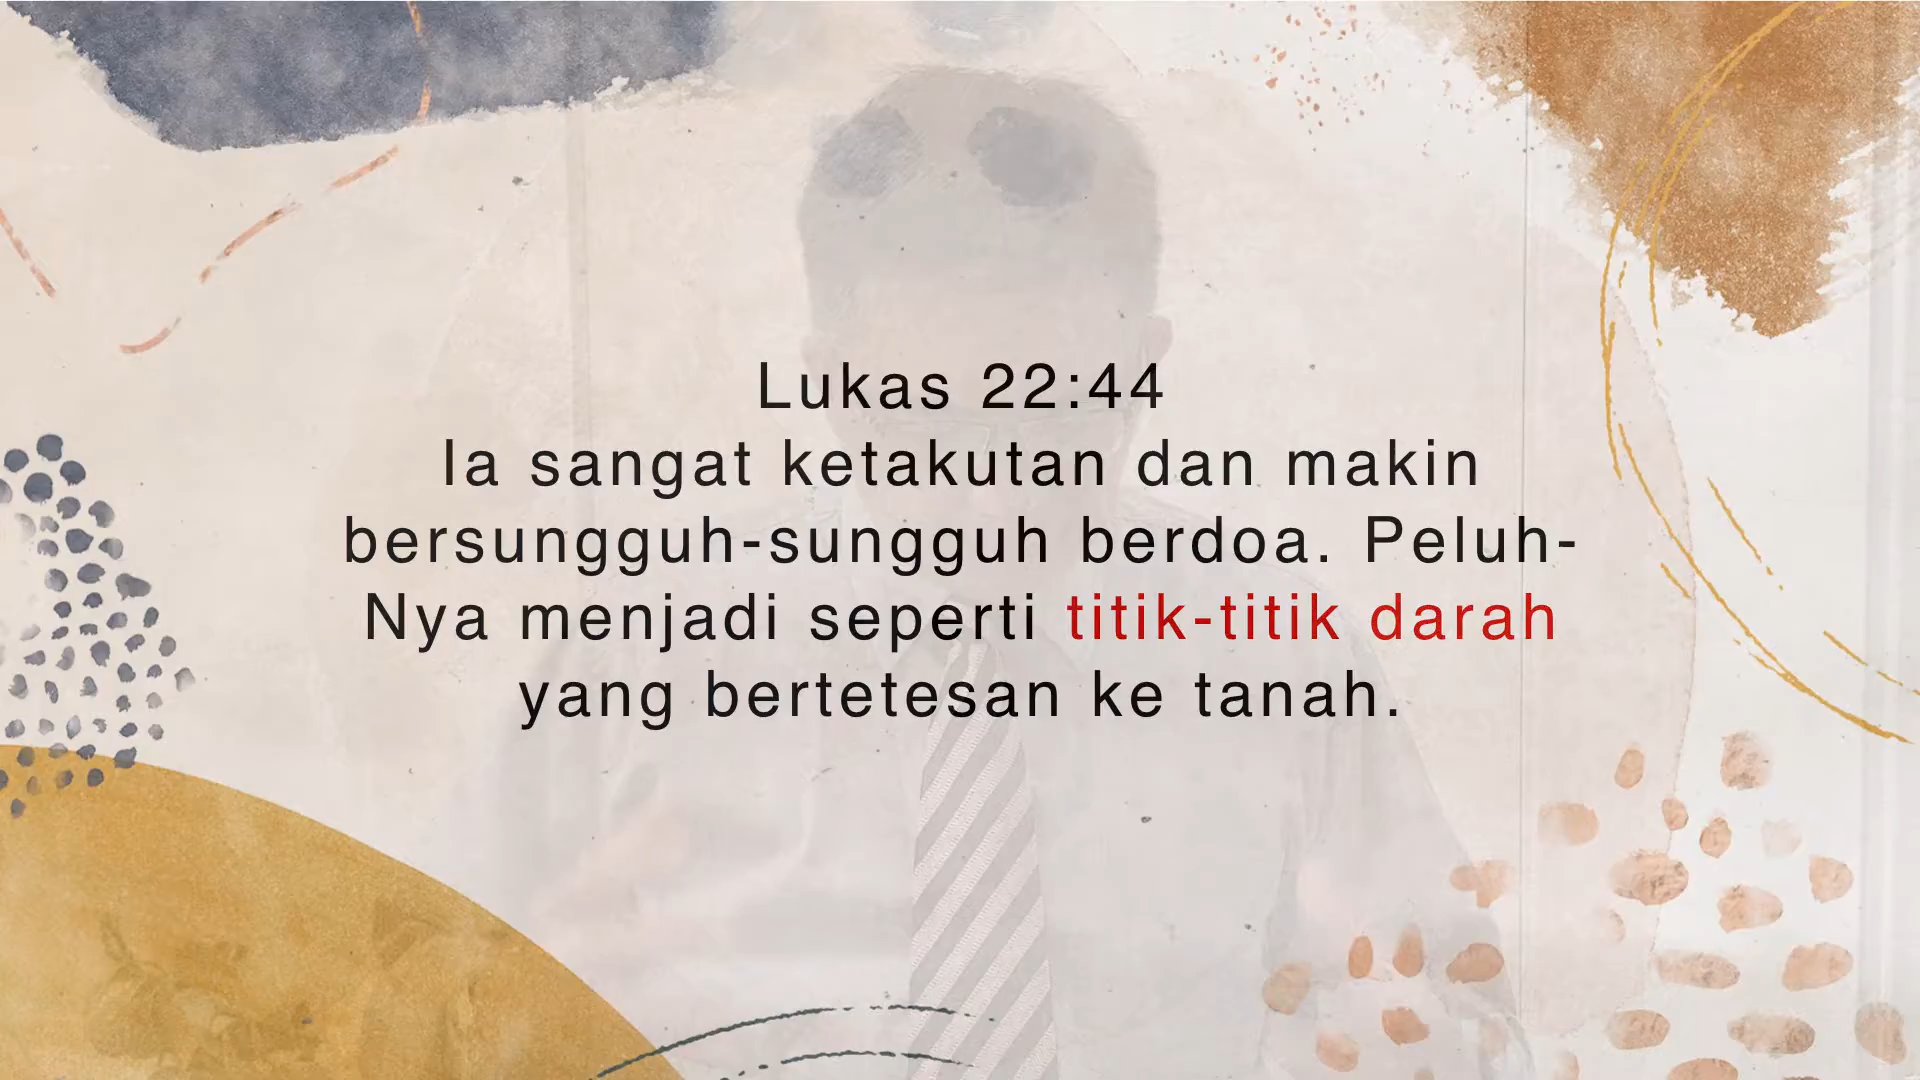 Lukas 22:44
Ia sangat ketakutan dan makin
bersungguh-sungguh berdoa. Peluh-
Nya menjadi seperti titik-titik darah
yang bertetesan ke tanah.